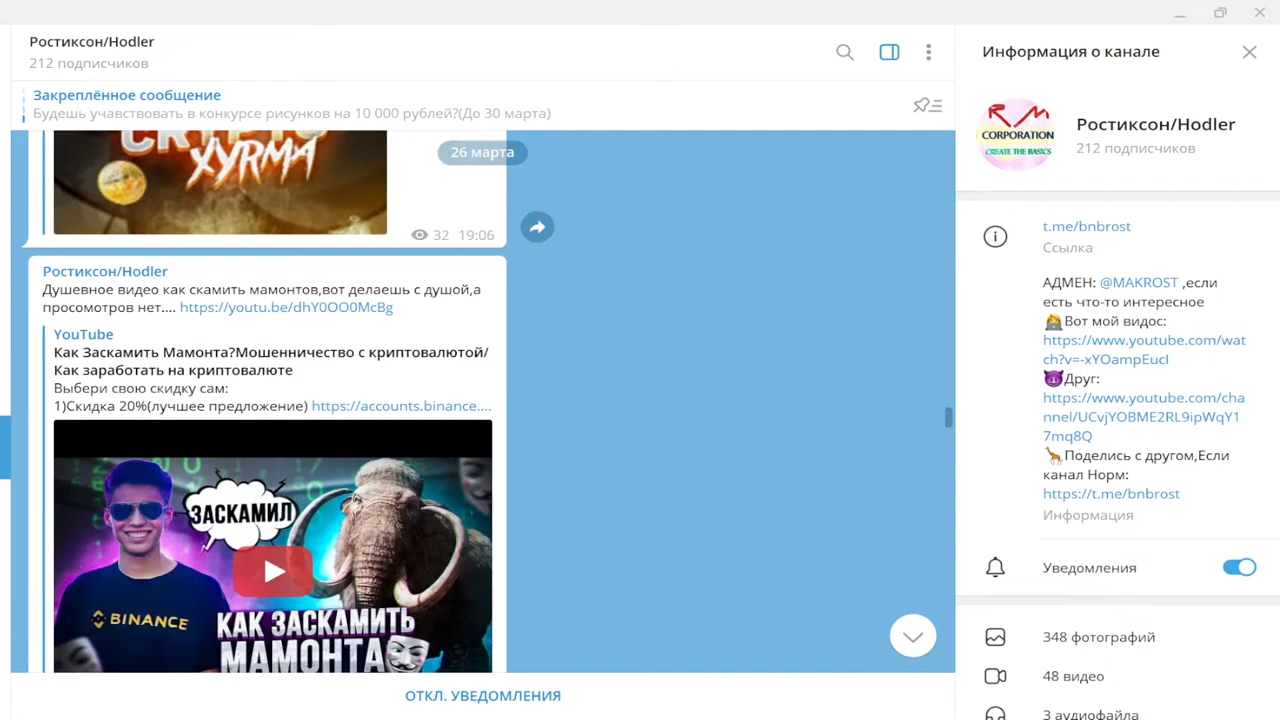 Ростиксон/Hodler
212 подписчиков
Закреплённое сообщение
Будешь учавствовать в конкурсе рисунков на 10 000 рублей?(До 30 марта)
26 марта
XYRMA
32 19:06
Ростиксон/Hodler
Душевное видео как скамить мамонтов,вот делаешь с душой,а
просмотров нет.... https://youtu.be/dhY0OO0McBg
YouTube
Как Заскамить Мамонта?Мошенничество с криптовалютой/
Как заработать на криптовалюте
Выбери свою скидку сам:
1)Скидка 20%(лучшее предложение) https://accounts.binance....
ЗАСКАМИЛ
BINANCE
КАК ЗАСКАМИТЬ
МАМОНТА
ОТКЛ. УВЕДОМЛЕНИЯ
Информация о канале
RM
CORPORATION
CREATE THE BASICS
Ростиксон/Hodler
212 подписчиков
t.me/bnbrost
Ссылка
АДМЕН: @MAKROST ,если
есть что-то интересное
Вот мой видос:
https://www.youtube.com/wat
ch?v=-xYOampEucI
Друг:
https://www.youtube.com/cha
nnel/UCvjYOBME2RL9ipWqY1
7mq8Q
Поделись с другом,Если
канал Норм:
https://t.me/bnbrost
Информация
Уведомления
348 фотографий
48 видео
3 аудиофайла